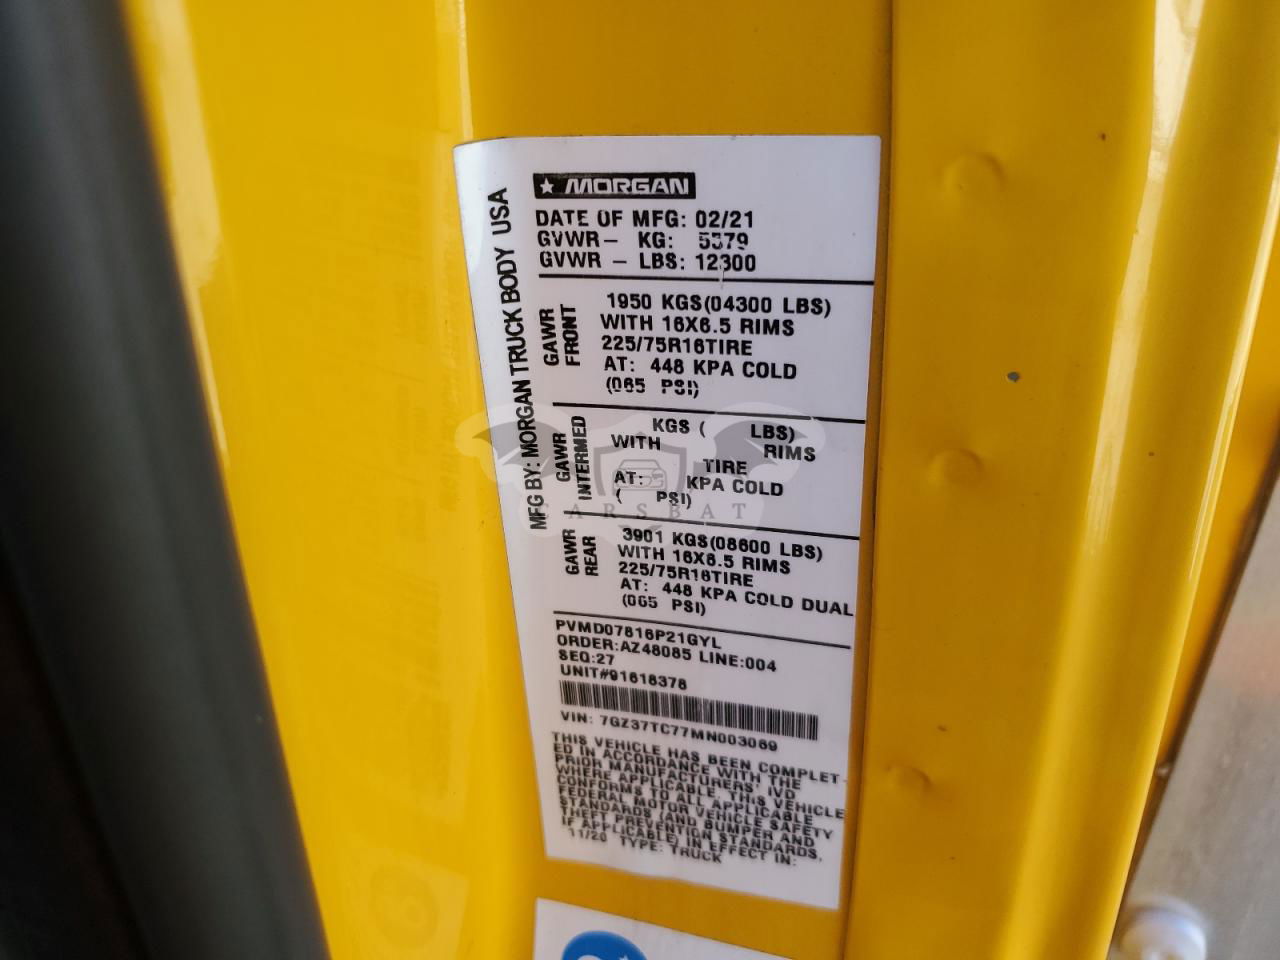 MORGAN
MFG BY: MORGAN TRUCK BODY USA
DATE OF MFG: 02/21
GVWR - KG: 5579
GVWR - LBS: 12300
GAWR FRONT
1950 KGS(04300 LBS)
WITH 16X6.5 RIMS
225/75R16TIRE
AT: 448 KPA COLD
(065 PSI)
GAWR INTERMED
KGS ( LBS)
WITH RIMS
TIRE
AT: KPA COLD
( PSI)
CARSBAT
GAWR REAR
3901 KGS(08600 LBS)
WITH 16X6.5 RIMS
225/75R16TIRE
AT: 448 KPA COLD DUAL
(065 PSI)
PVMD07816P21GYL
ORDER:AZ48085 LINE:004
SEQ:27
UNIT#91618378
VIN: 7GZ37TC77MN003069
THIS VEHICLE HAS BEEN COMPLET-
ED IN ACCORDANCE WITH THE
PRIOR MANUFACTURERS' IVD
WHERE APPLICABLE. THIS VEHICLE
CONFORMS TO ALL APPLICABLE
FEDERAL MOTOR VEHICLE SAFETY
STANDARDS (AND BUMPER AND
THEFT PREVENTION STANDARDS,
IF APPLICABLE) IN EFFECT IN:
11/20 TYPE: TRUCK